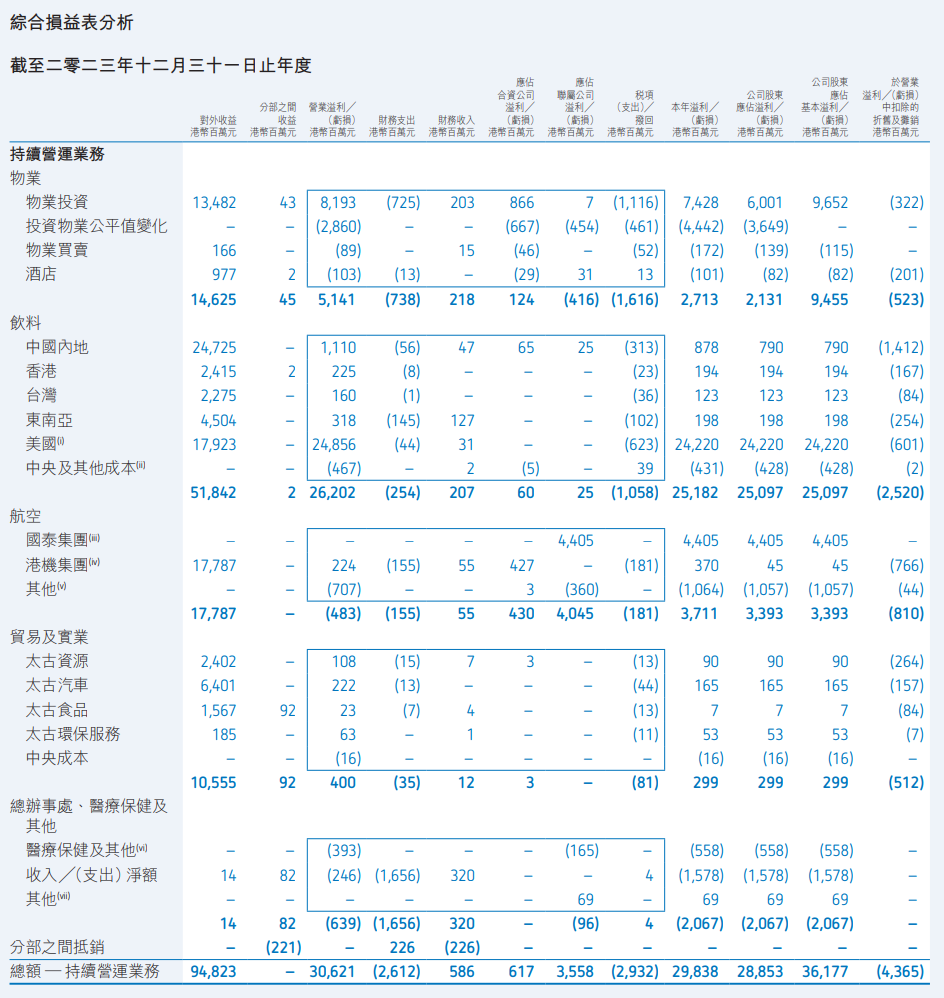 綜合損益表分析
截至二零二三年十二月三十一日止年度
對外收益 港幣百萬元 分部之間收益 港幣百萬元 營業溢利／（虧損） 港幣百萬元 財務支出 港幣百萬元 財務收入 港幣百萬元 應佔合資公司溢利／（虧損） 港幣百萬元 應佔聯屬公司溢利／（虧損） 港幣百萬元 稅項（支出）／撥回 港幣百萬元 本年溢利／（虧損） 港幣百萬元 公司股東應佔溢利／（虧損） 港幣百萬元 公司股東應佔基本溢利／（虧損） 港幣百萬元 於營業溢利／（虧損）中扣除的折舊及攤銷 港幣百萬元
持續營運業務
物業
物業投資 13,482 43 8,193 (725) 203 866 7 (1,116) 7,428 6,001 9,652 (322)
投資物業公平值變化 – – (2,860) – – (667) (454) (461) (4,442) (3,649) – –
物業買賣 166 – (89) – 15 (46) – (52) (172) (139) (115) –
酒店 977 2 (103) (13) – (29) 31 13 (101) (82) (82) (201)
14,625 45 5,141 (738) 218 124 (416) (1,616) 2,713 2,131 9,455 (523)
飲料
中國內地 24,725 – 1,110 (56) 47 65 25 (313) 878 790 790 (1,412)
香港 2,415 2 225 (8) – – – (23) 194 194 194 (167)
台灣 2,275 – 160 (1) – – – (36) 123 123 123 (84)
東南亞 4,504 – 318 (145) 127 – – (102) 198 198 198 (254)
美國(i) 17,923 – 24,856 (44) 31 – – (623) 24,220 24,220 24,220 (601)
中央及其他成本(ii) – – (467) – 2 (5) – 39 (431) (428) (428) (2)
51,842 2 26,202 (254) 207 60 25 (1,058) 25,182 25,097 25,097 (2,520)
航空
國泰集團(iii) – – – – – – 4,405 – 4,405 4,405 4,405 –
港機集團(iv) 17,787 – 224 (155) 55 427 – (181) 370 45 45 (766)
其他(v) – – (707) – – 3 (360) – (1,064) (1,057) (1,057) (44)
17,787 – (483) (155) 55 430 4,045 (181) 3,711 3,393 3,393 (810)
貿易及實業
太古資源 2,402 – 108 (15) 7 3 – (13) 90 90 90 (264)
太古汽車 6,401 – 222 (13) – – – (44) 165 165 165 (157)
太古食品 1,567 92 23 (7) 4 – – (13) 7 7 7 (84)
太古環保服務 185 – 63 – 1 – – (11) 53 53 53 (7)
中央成本 – – (16) – – – – – (16) (16) (16) –
10,555 92 400 (35) 12 3 – (81) 299 299 299 (512)
總辦事處、醫療保健及
其他
醫療保健及其他(vi) – – (393) – – – (165) – (558) (558) (558) –
收入／（支出）淨額 14 82 (246) (1,656) 320 – – 4 (1,578) (1,578) (1,578) –
其他(vii) – – – – – – 69 – 69 69 69 –
14 82 (639) (1,656) 320 – (96) 4 (2,067) (2,067) (2,067) –
分部之間抵銷 – (221) – 226 (226) – – – – – – –
總額 — 持續營運業務 94,823 – 30,621 (2,612) 586 617 3,558 (2,932) 29,838 28,853 36,177 (4,365)